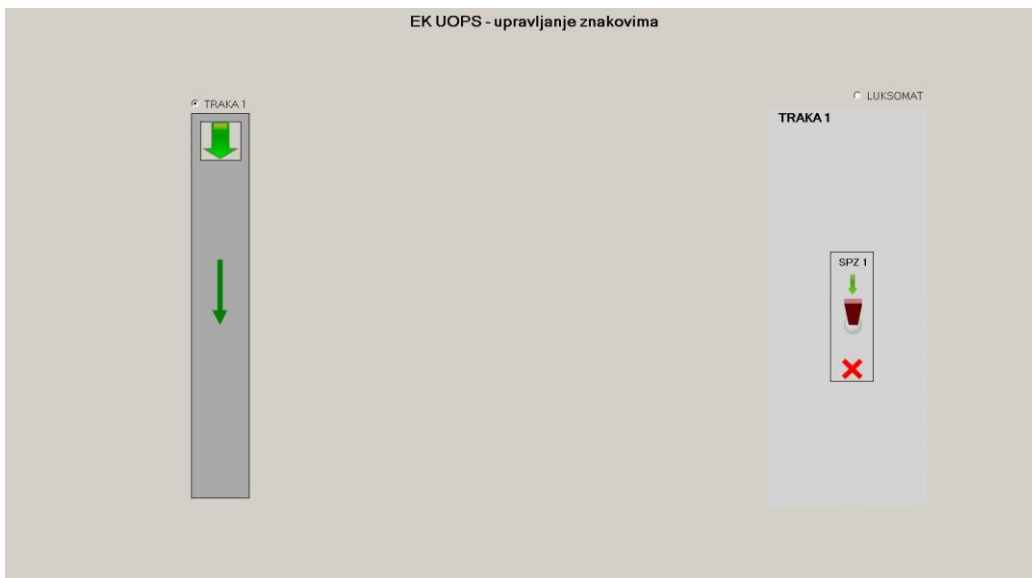 EK UOPS - upravljanje znakovima
TRAKA 1
LUKSOMAT
TRAKA 1
SPZ 1